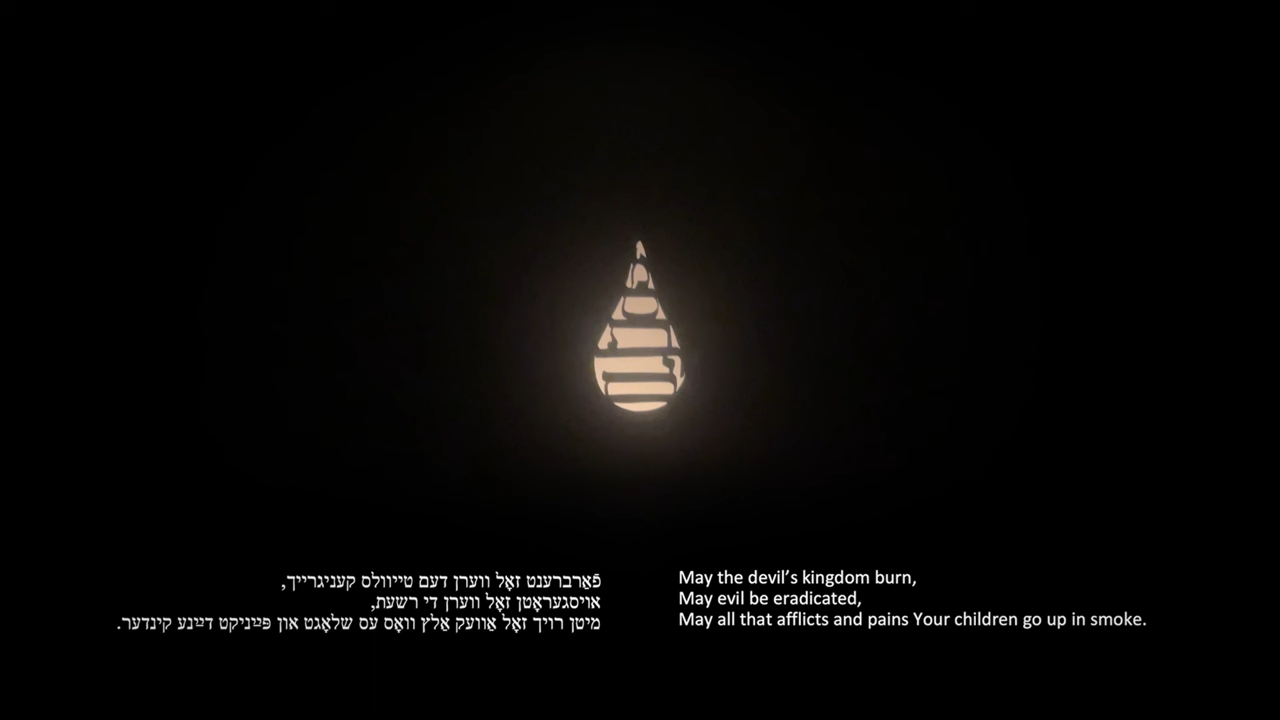 פֿאַרברענט זאָל ווערן דעם טייוולס קעניגרייך,
אויסגעראָטן זאָל ווערן די רשעת,
מיטן רויך זאָל אַוועק אַלץ וואָס עס שלאָגט און פּײַניקט דײַנע קינדער.
May the devil’s kingdom burn,
May evil be eradicated,
May all that afflicts and pains Your children go up in smoke.